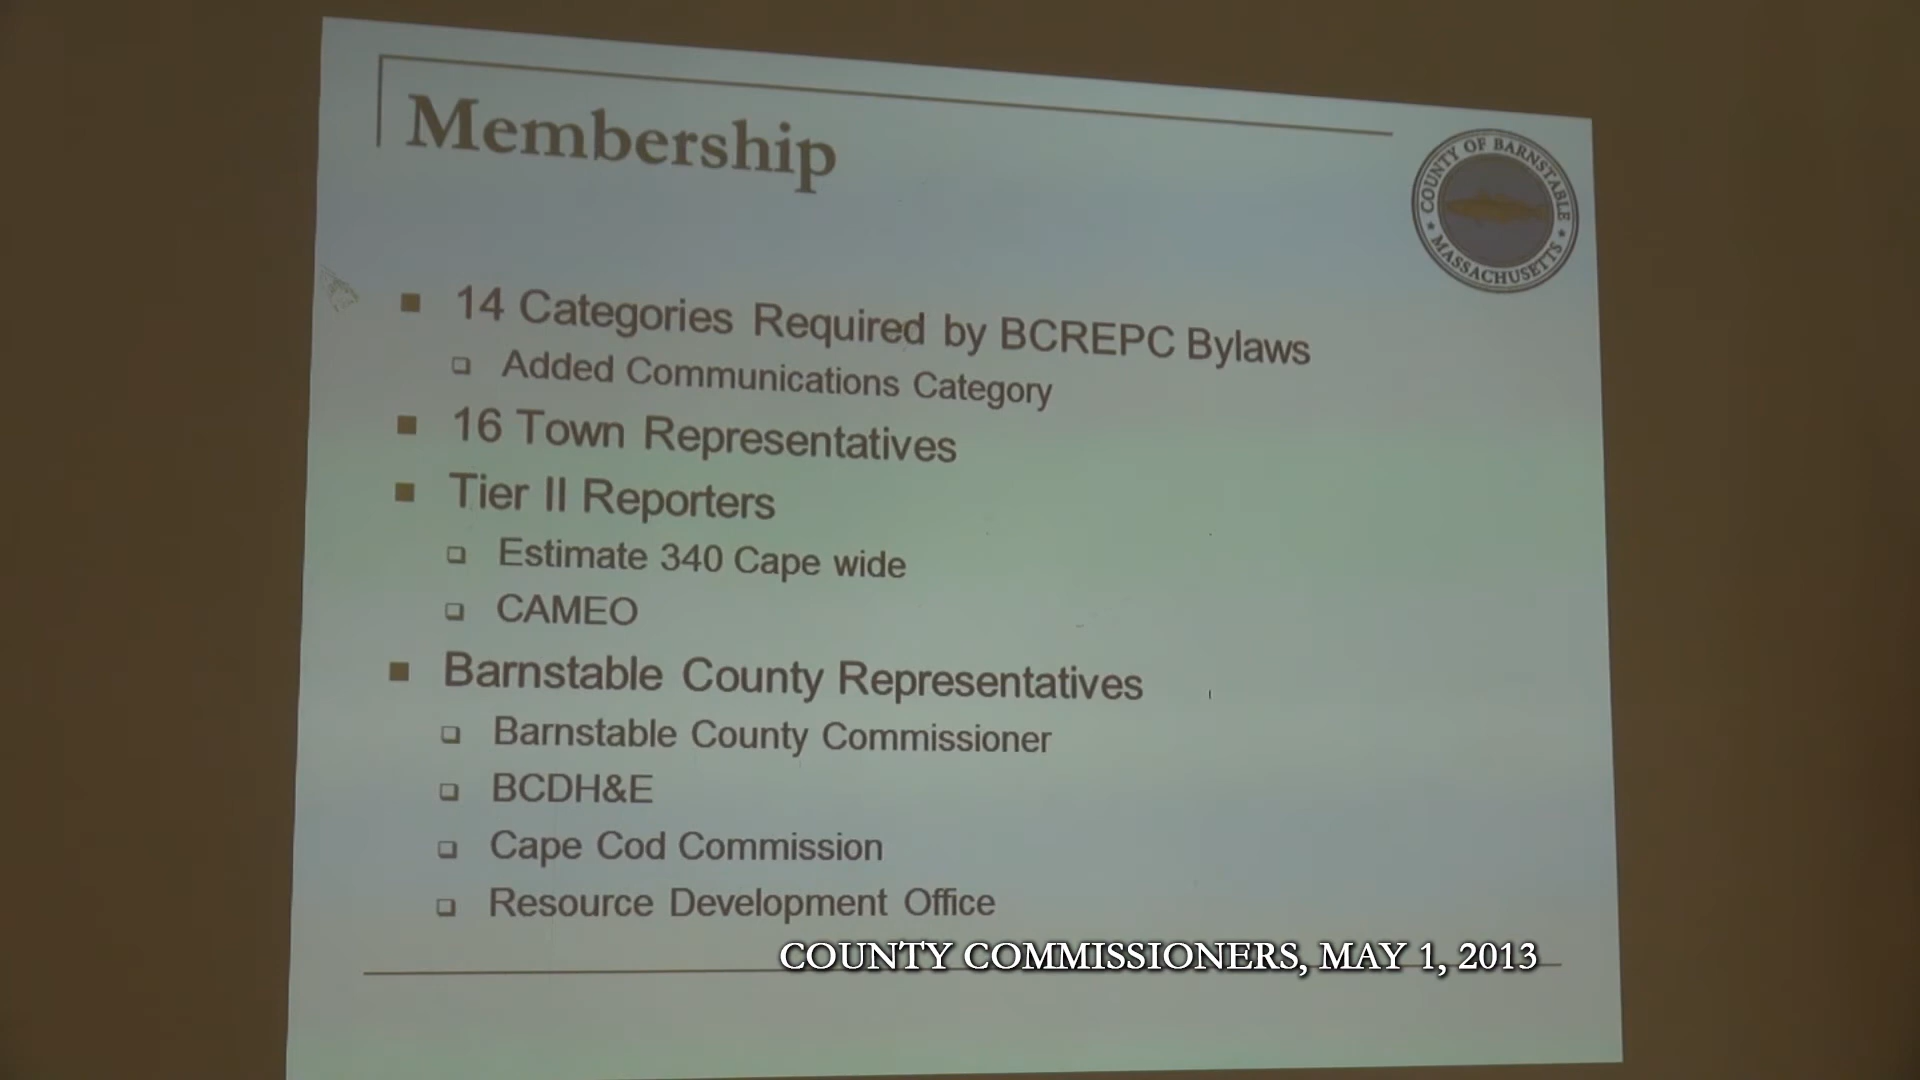 Membership
COUNTY OF BARNSTABLE
MASSACHUSETTS
14 Categories Required by BCREPC Bylaws
Added Communications Category
16 Town Representatives
Tier II Reporters
Estimate 340 Cape wide
CAMEO
Barnstable County Representatives
Barnstable County Commissioner
BCDH&E
Cape Cod Commission
Resource Development Office
COUNTY COMMISSIONERS, MAY 1, 2013